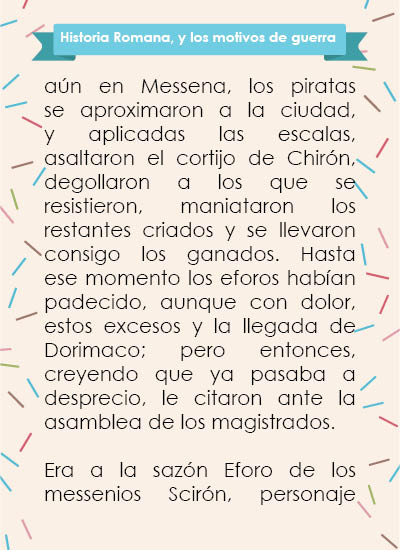 Historia Romana, y los motivos de guerra
aún en Messena, los piratas
se aproximaron a la ciudad,
y aplicadas las escalas,
asaltaron el cortijo de Chirón,
degollaron a los que se
resistieron, maniataron los
restantes criados y se llevaron
consigo los ganados. Hasta
ese momento los eforos habían
padecido, aunque con dolor,
estos excesos y la llegada de
Dorimaco; pero entonces,
creyendo que ya pasaba a
desprecio, le citaron ante la
asamblea de los magistrados.
Era a la sazón Eforo de los
messenios Scirón, personaje